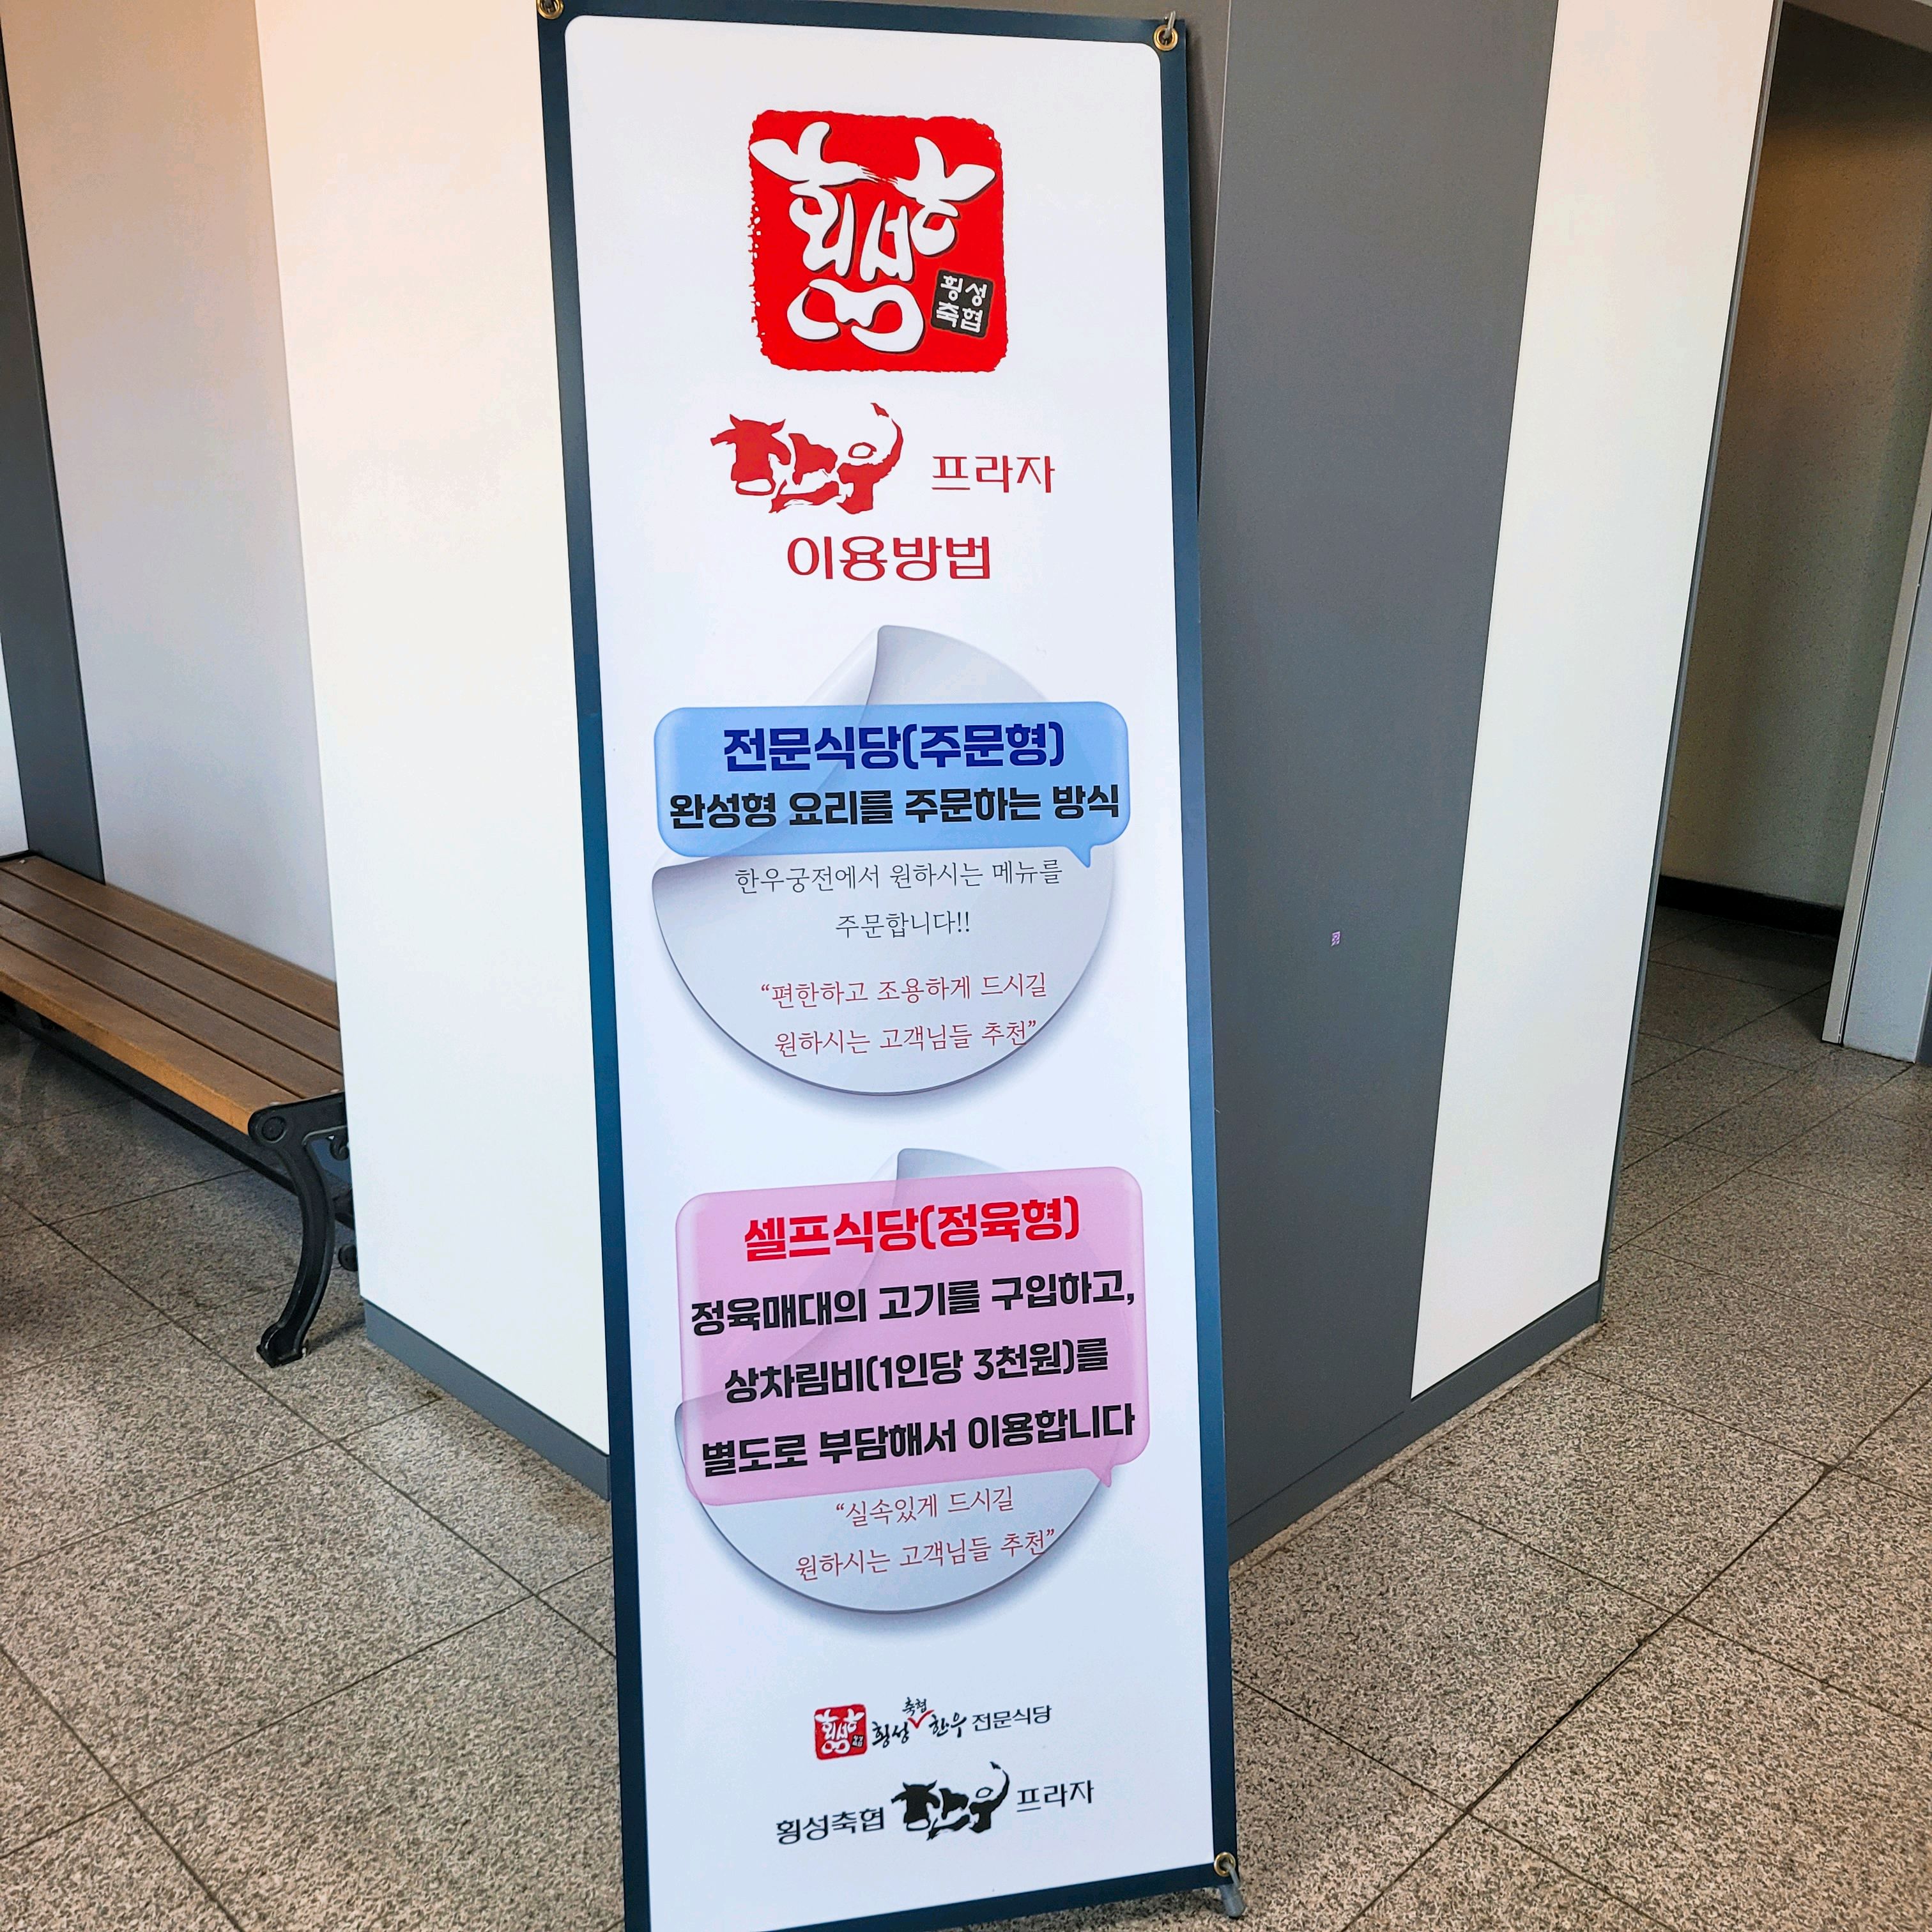 횡성한우
횡성
축협
한우 프라자
이용방법
전문식당(주문형)
완성형 요리를 주문하는 방식
한우궁전에서 원하시는 메뉴를
주문합니다!!
“편한하고 조용하게 드시길
원하시는 고객님들 추천”
셀프식당(정육형)
정육매대의 고기를 구입하고,
상차림비(1인당 3천원)를
별도로 부담해서 이용합니다
“실속있게 드시길
원하시는 고객님들 추천”
축협
횡성 한우 전문식당
횡성축협 한우 프라자